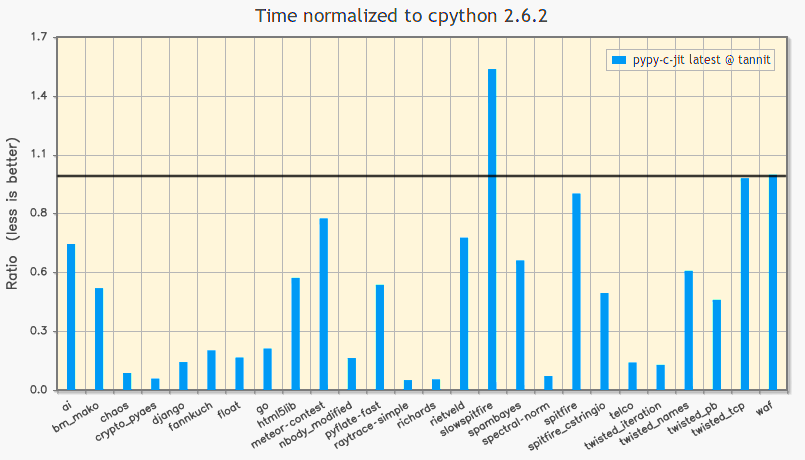 Time normalized to cpython 2.6.2
pypy-c-jit latest @ tannit
Ratio (less is better)
1.7
1.4
1.1
0.8
0.6
0.3
0.0
ai
bm_mako
chaos
crypto_pyaes
django
fannkuch
float
go
html5lib
meteor-contest
nbody_modified
pyflate-fast
raytrace-simple
richards
rietveld
slowspitfire
spambayes
spectral-norm
spitfire
spitfire_cstringio
telco
twisted_iteration
twisted_names
twisted_pb
twisted_tcp
waf